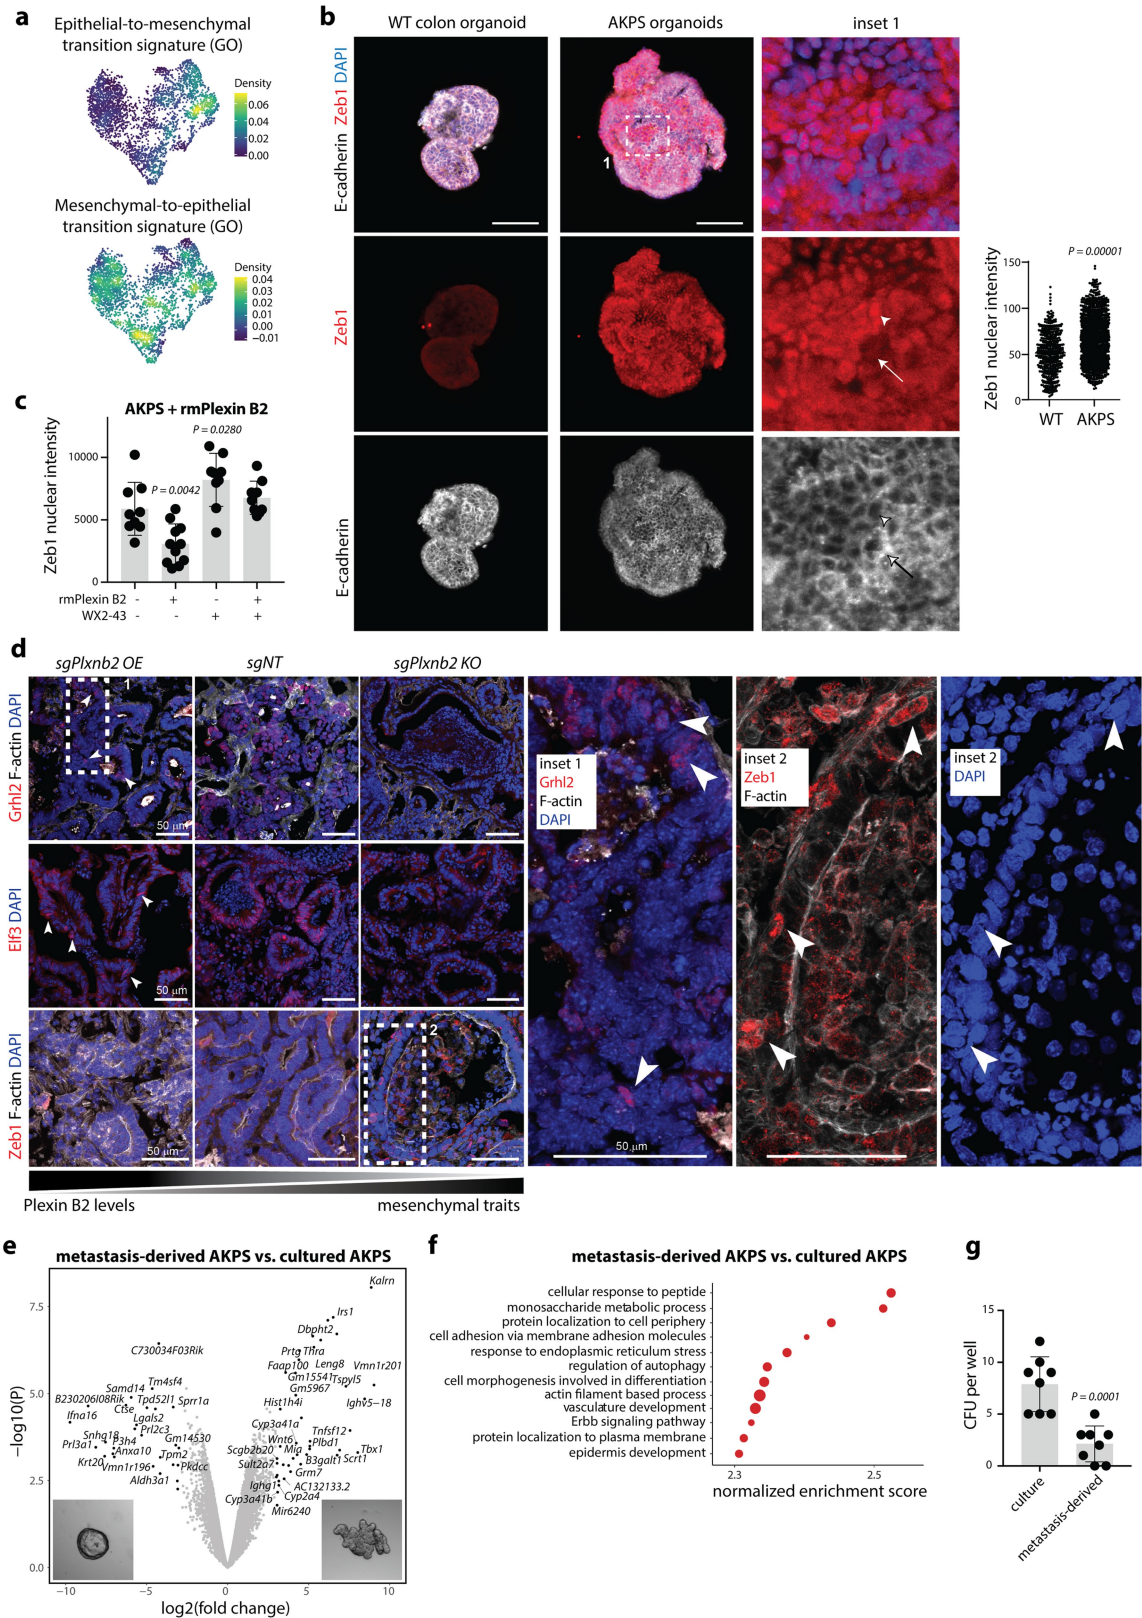 a
Epithelial-to-mesenchymal
transition signature (GO)
Density
0.06
0.04
0.02
0.00
Mesenchymal-to-epithelial
transition signature (GO)
Density
0.04
0.03
0.02
0.01
0.00
−0.01
b
WT colon organoid
AKPS organoids
inset 1
E-cadherin Zeb1 DAPI
1
Zeb1
E-cadherin
Zeb1 nuclear intensity
P = 0.00001
150
100
50
0
WT
AKPS
c
AKPS + rmPlexin B2
Zeb1 nuclear intensity
P = 0.0280
P = 0.0042
10000
5000
0
rmPlexin B2 - + - +
WX2-43 - - + +
d
sgPlxnb2 OE
sgNT
sgPlxnb2 KO
Grhl2 F-actin DAPI
1
50 μm
Elf3 DAPI
50 μm
Zeb1 F-actin DAPI
50 μm
2
inset 1
Grhl2
F-actin
DAPI
50 μm
inset 2
Zeb1
F-actin
inset 2
DAPI
Plexin B2 levels
mesenchymal traits
e
metastasis-derived AKPS vs. cultured AKPS
−log10(P)
7.5
5.0
2.5
0.0
Kalrn
Irs1
Dbpht2
C730034F03Rik
Prtg
Thra
Faap100
Leng8
Vmn1r201
Gm15541
Tspyl5
Tm4sf4
Gm5967
Samd14
B230206I08Rik
Tpd52l1
Sprr1a
Hist1h4i
Ighv5−18
Ctse
Ifna16
Lgals2
Cyp3a41a
Prl2c3
Tnfsf12
Snhg18
Gm14530
Wnt6
Plbd1
P3h4
Prl3a1
Scgb2b20
Mia
Tbx1
Anxa10
Tpm2
B3galt1
Scrt1
Krt20
Sult2a7
Vmn1r196
Pkdcc
Grm7
Aldh3a1
Ighg1
AC132133.2
Cyp3a41b
Cyp2a4
Mir6240
−10
−5
0
5
10
log2(fold change)
f
metastasis-derived AKPS vs. cultured AKPS
cellular response to peptide
monosaccharide metabolic process
protein localization to cell periphery
cell adhesion via membrane adhesion molecules
response to endoplasmic reticulum stress
regulation of autophagy
cell morphogenesis involved in differentiation
actin filament based process
vasculature development
Erbb signaling pathway
protein localization to plasma membrane
epidermis development
2.3
2.5
normalized enrichment score
g
CFU per well
15
10
5
0
P = 0.0001
culture
metastasis-derived